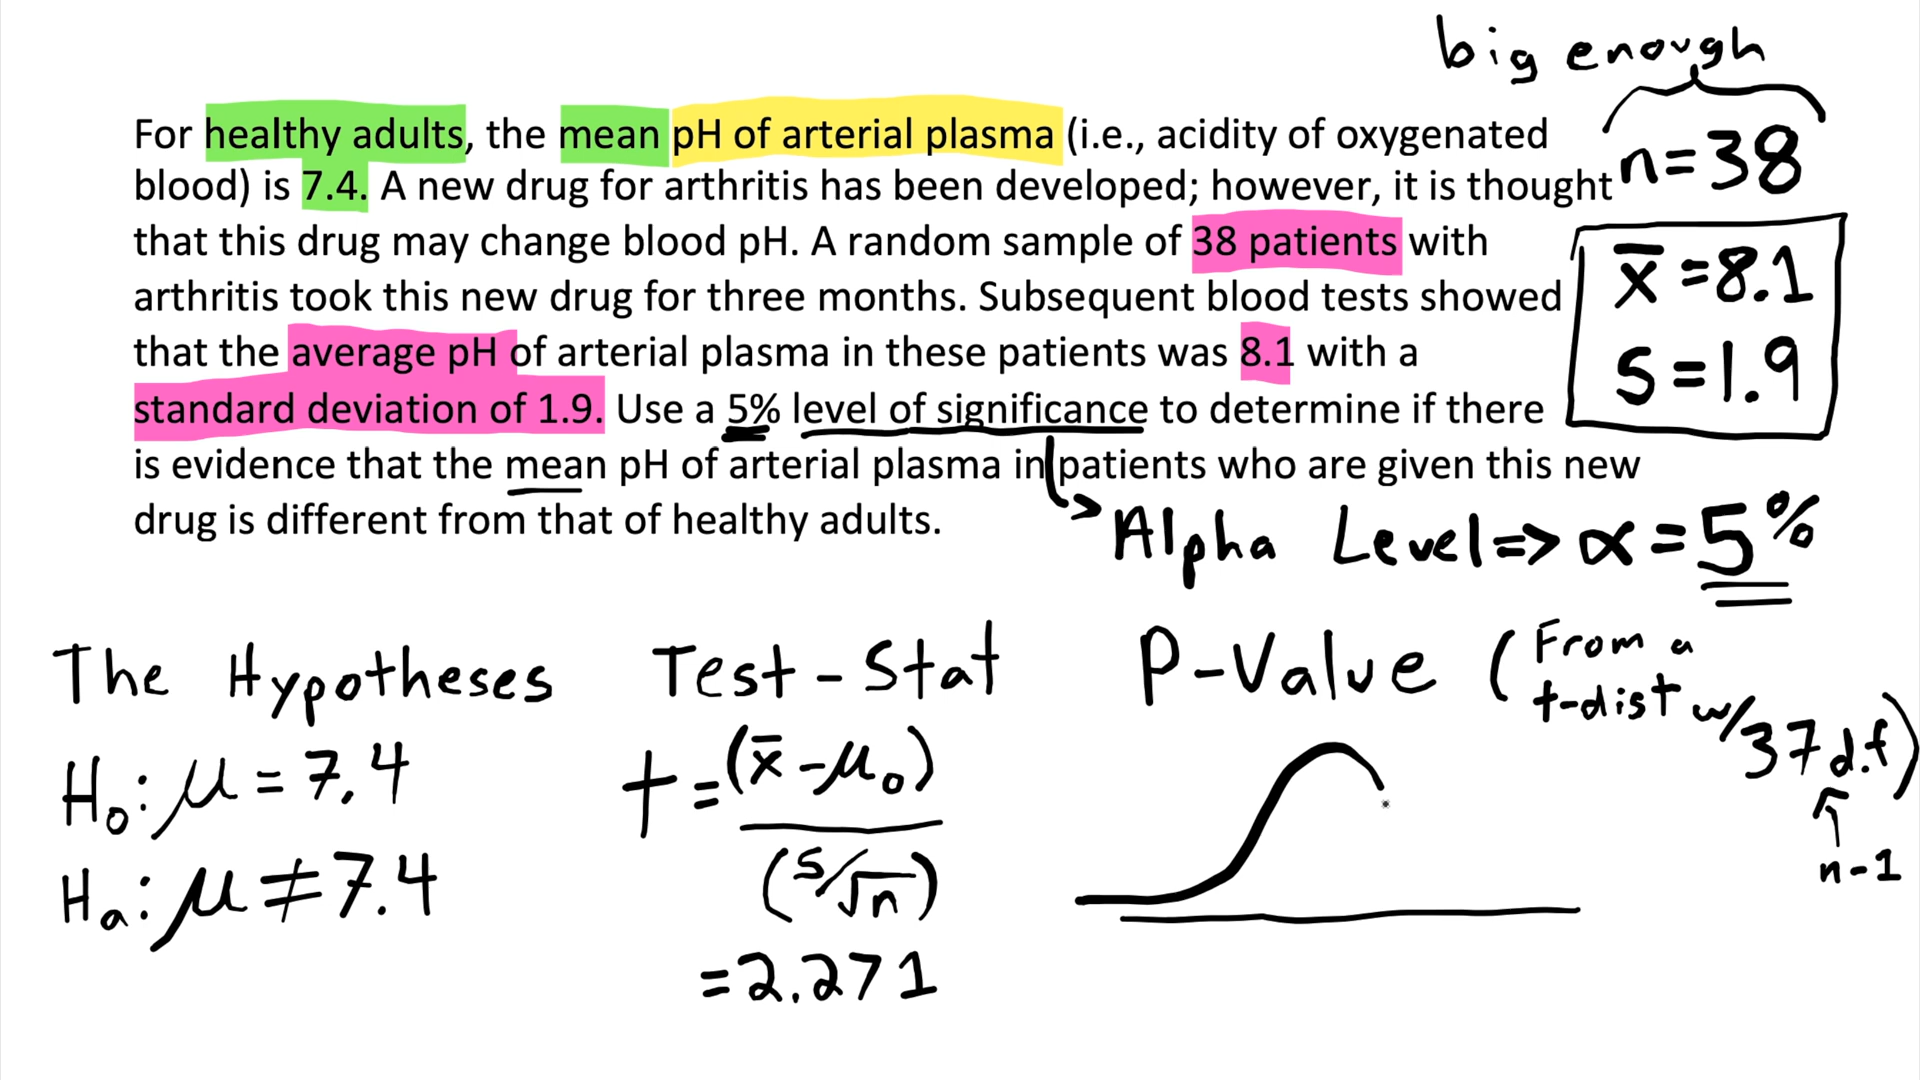 big enough
n=38
For healthy adults, the mean pH of arterial plasma (i.e., acidity of oxygenated
blood) is 7.4. A new drug for arthritis has been developed; however, it is thought
that this drug may change blood pH. A random sample of 38 patients with
arthritis took this new drug for three months. Subsequent blood tests showed
that the average pH of arterial plasma in these patients was 8.1 with a
standard deviation of 1.9. Use a 5% level of significance to determine if there
is evidence that the mean pH of arterial plasma in patients who are given this new
drug is different from that of healthy adults.
x̄=8.1
s=1.9
Alpha Level=> α=5%
The Hypotheses
H₀: μ=7.4
Hₐ: μ≠7.4
Test-Stat
t=(x̄-μ₀)
(s/√n)
=2.271
P-Value (From a
t-dist w/37d.f)
n-1